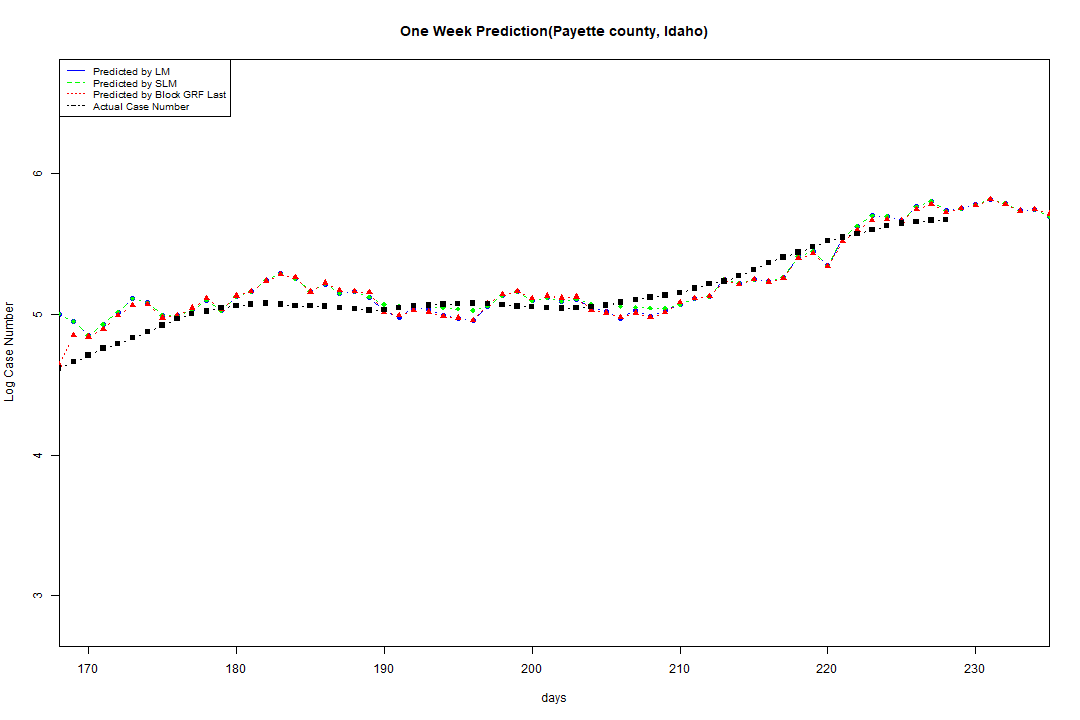 One Week Prediction(Payette county, Idaho)
Predicted by LM
Predicted by SLM
Predicted by Block GRF Last
Actual Case Number
6
5
4
3
Log Case Number
170 180 190 200 210 220 230
days